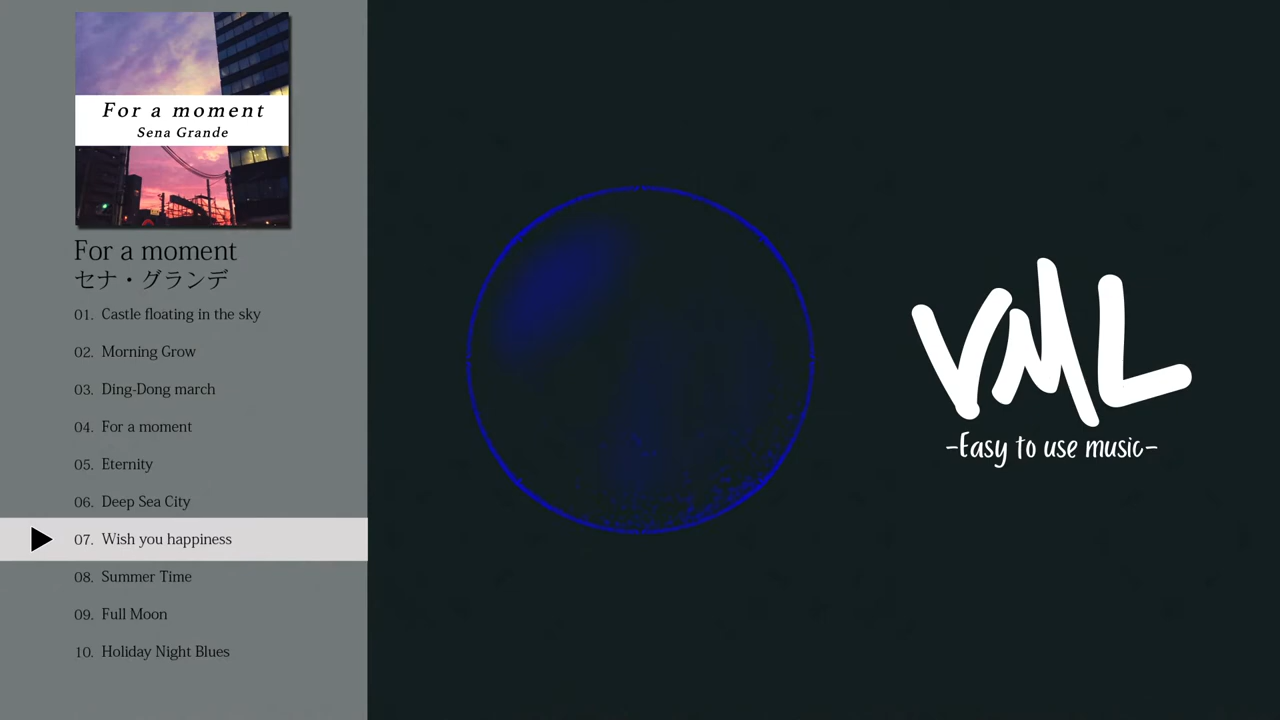 For a moment
Sena Grande
For a moment
セナ・グランデ
01. Castle floating in the sky
02. Morning Grow
03. Ding-Dong march
04. For a moment
05. Eternity
06. Deep Sea City
07. Wish you happiness
08. Summer Time
09. Full Moon
10. Holiday Night Blues
VML
-Easy to use music-